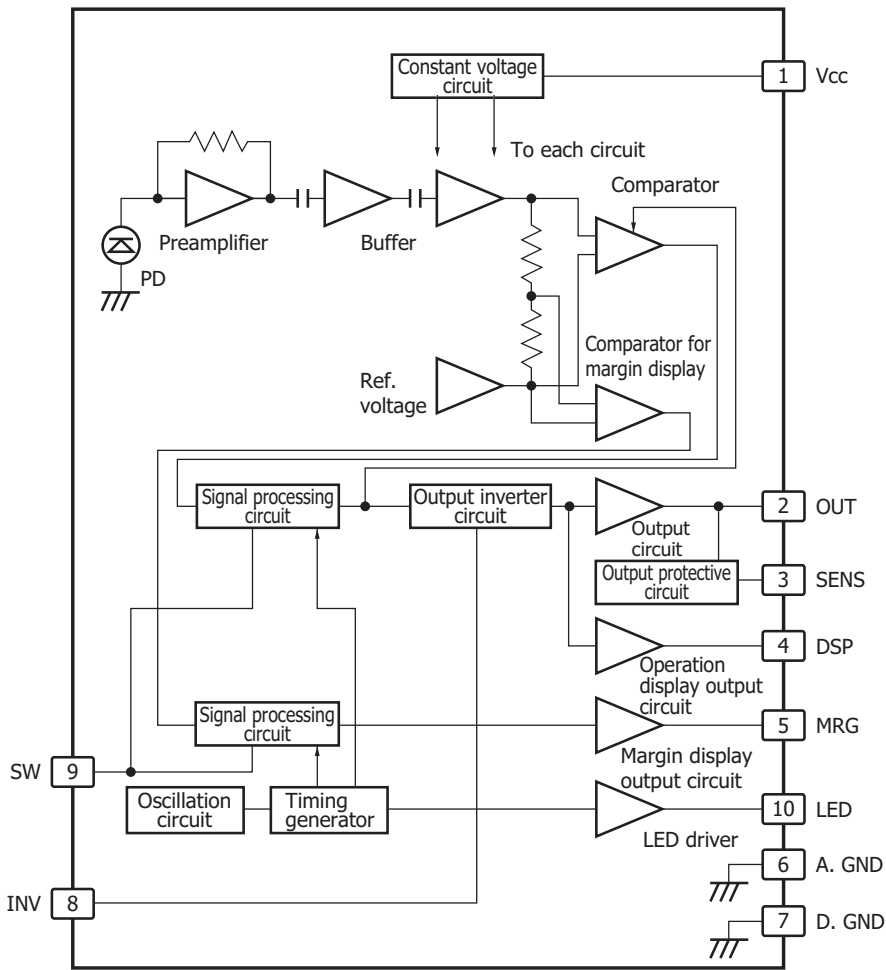 Constant voltage
circuit
1
Vcc
To each circuit
Comparator
Preamplifier
Buffer
PD
Comparator for
margin display
Ref.
voltage
Signal processing
circuit
Output inverter
circuit
2
OUT
Output
circuit
Output protective
circuit
3
SENS
4
DSP
Operation
display output
circuit
Signal processing
circuit
5
MRG
Margin display
output circuit
SW
9
Oscillation
circuit
Timing
generator
10
LED
LED driver
6
A. GND
INV
8
7
D. GND